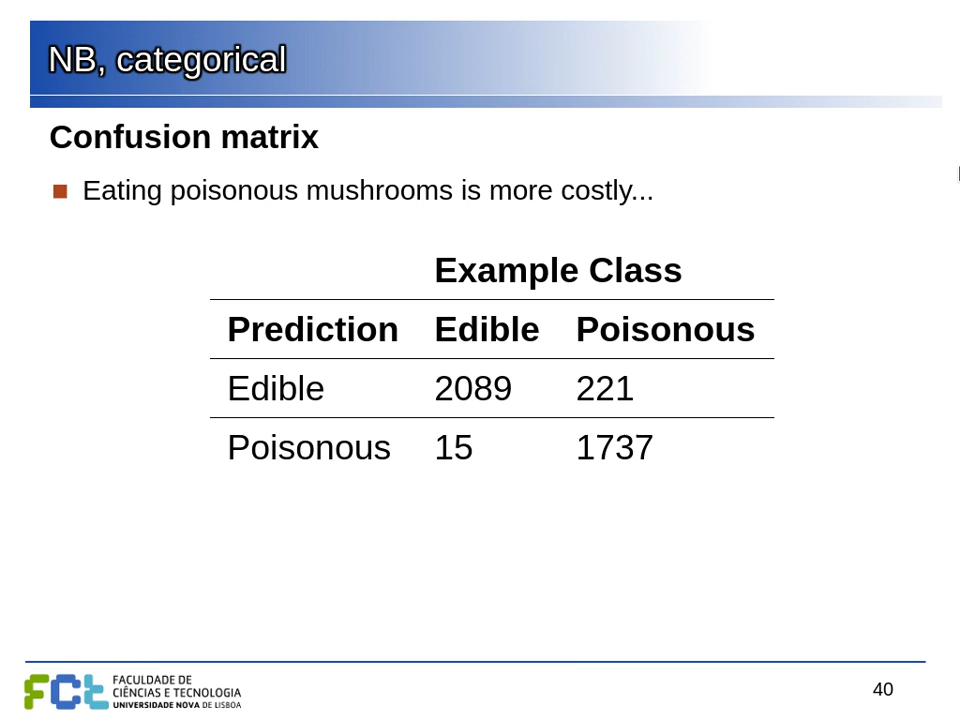 NB, categorical
Confusion matrix
Eating poisonous mushrooms is more costly...
Example Class
Prediction Edible Poisonous
Edible 2089 221
Poisonous 15 1737
FCt FACULDADE DE
CIÊNCIAS E TECNOLOGIA
UNIVERSIDADE NOVA DE LISBOA
40